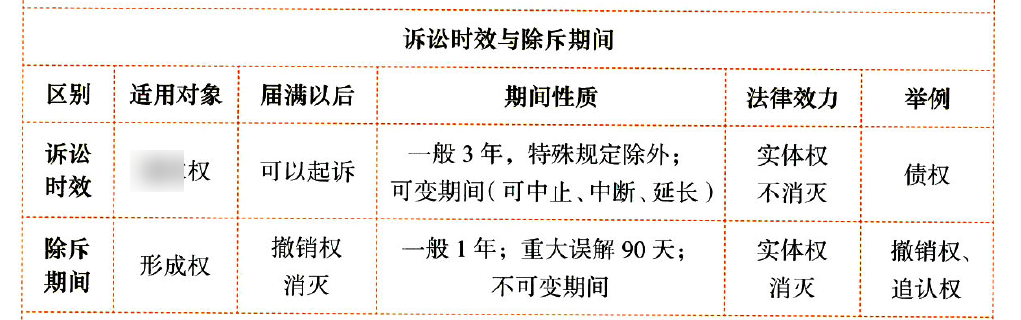 诉讼时效与除斥期间
区别 适用对象 届满以后 期间性质 法律效力 举例
诉讼
时效
权
可以起诉
一般 3 年，特殊规定除外；
可变期间（可中止、中断、延长）
实体权
不消灭
债权
除斥
期间
形成权
撤销权
消灭
一般 1 年；重大误解 90 天；
不可变期间
实体权
消灭
撤销权、
追认权